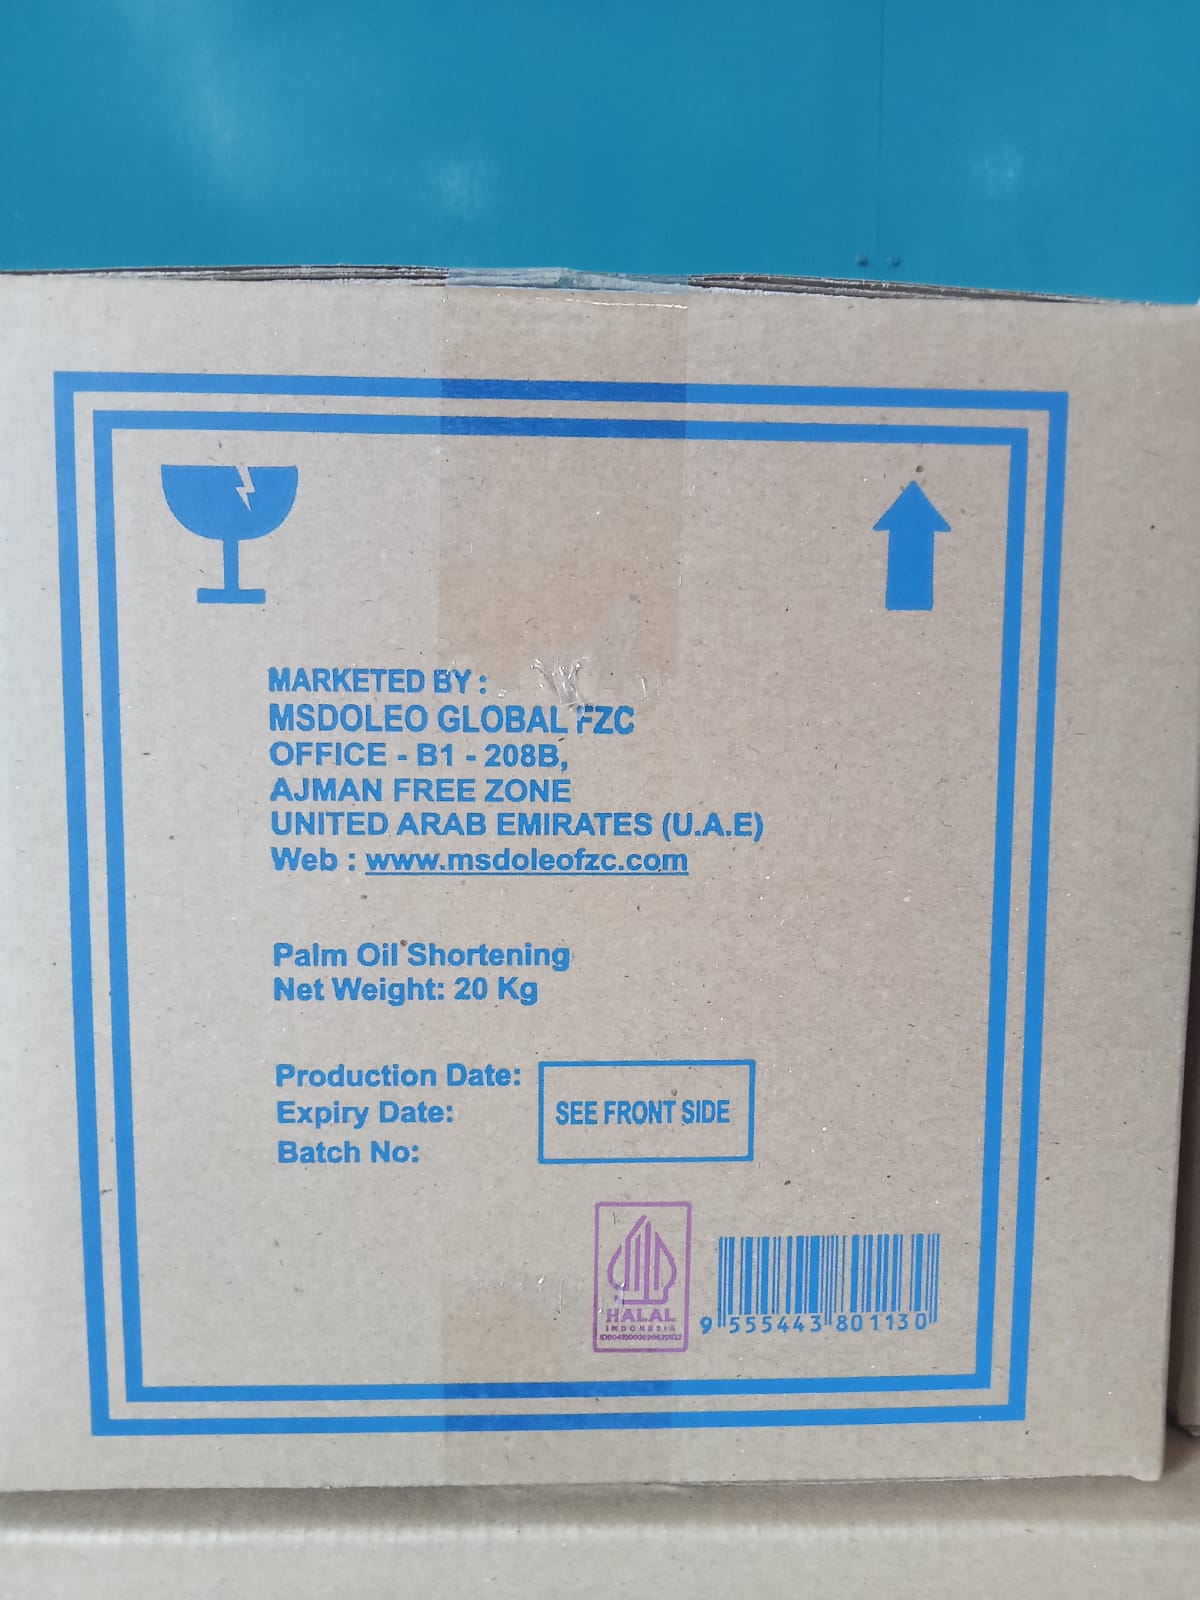 MARKETED BY :
MSDOLEO GLOBAL FZC
OFFICE - B1 - 208B,
AJMAN FREE ZONE
UNITED ARAB EMIRATES (U.A.E)
Web : www.msdoleofzc.com
Palm Oil Shortening
Net Weight: 20 Kg
Production Date:
Expiry Date:
Batch No:
SEE FRONT SIDE
HALAL
INDONESIA
9 555443 801130